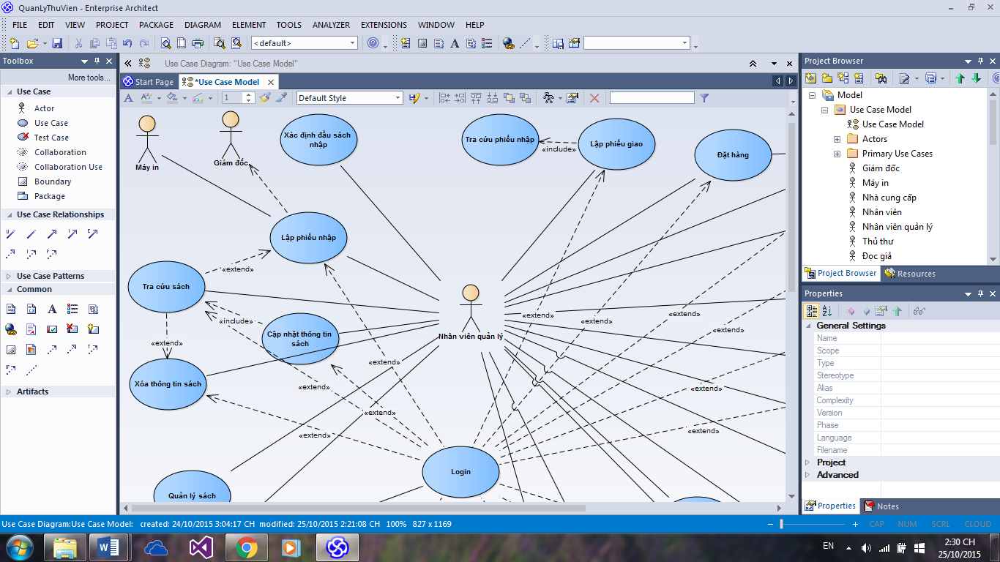 QuanLyThuVien - Enterprise Architect
FILE EDIT VIEW PROJECT PACKAGE DIAGRAM ELEMENT TOOLS ANALYZER EXTENSIONS WINDOW HELP
<default>
Toolbox
More tools...
Use Case
Actor
Use Case
Test Case
Collaboration
Collaboration Use
Boundary
Package
Use Case Relationships
Use Case Patterns
Common
Artifacts
Use Case Diagram: "Use Case Model"
Start Page
*Use Case Model
1
Default Style
Máy in
Giám đốc
Xác định đầu sách
nhập
Tra cứu phiếu nhập
«include»
Lập phiếu giao
Đặt hàng
Lập phiếu nhập
«extend»
Tra cứu sách
«include»
Cập nhật thông tin
sách
«extend»
Xóa thông tin sách
Nhân viên quản lý
«extend»
«extend»
«extend»
«extend»
«extend»
«extend»
«extend»
«extend»
«extend»
«extend»
Login
Quản lý sách
Project Browser
Model
Use Case Model
Use Case Model
Actors
Primary Use Cases
Giám đốc
Máy in
Nhà cung cấp
Nhân viên
Nhân viên quản lý
Thủ thư
Đọc giả
Project Browser
Resources
Properties
General Settings
Name
Scope
Type
Stereotype
Alias
Complexity
Version
Phase
Language
Filename
Project
Advanced
Properties
Notes
Use Case Diagram:Use Case Model: created: 24/10/2015 3:04:17 CH modified: 25/10/2015 2:21:08 CH 100% 827 x 1169
CAP NUM SCRL CLOUD
EN
2:30 CH
25/10/2015